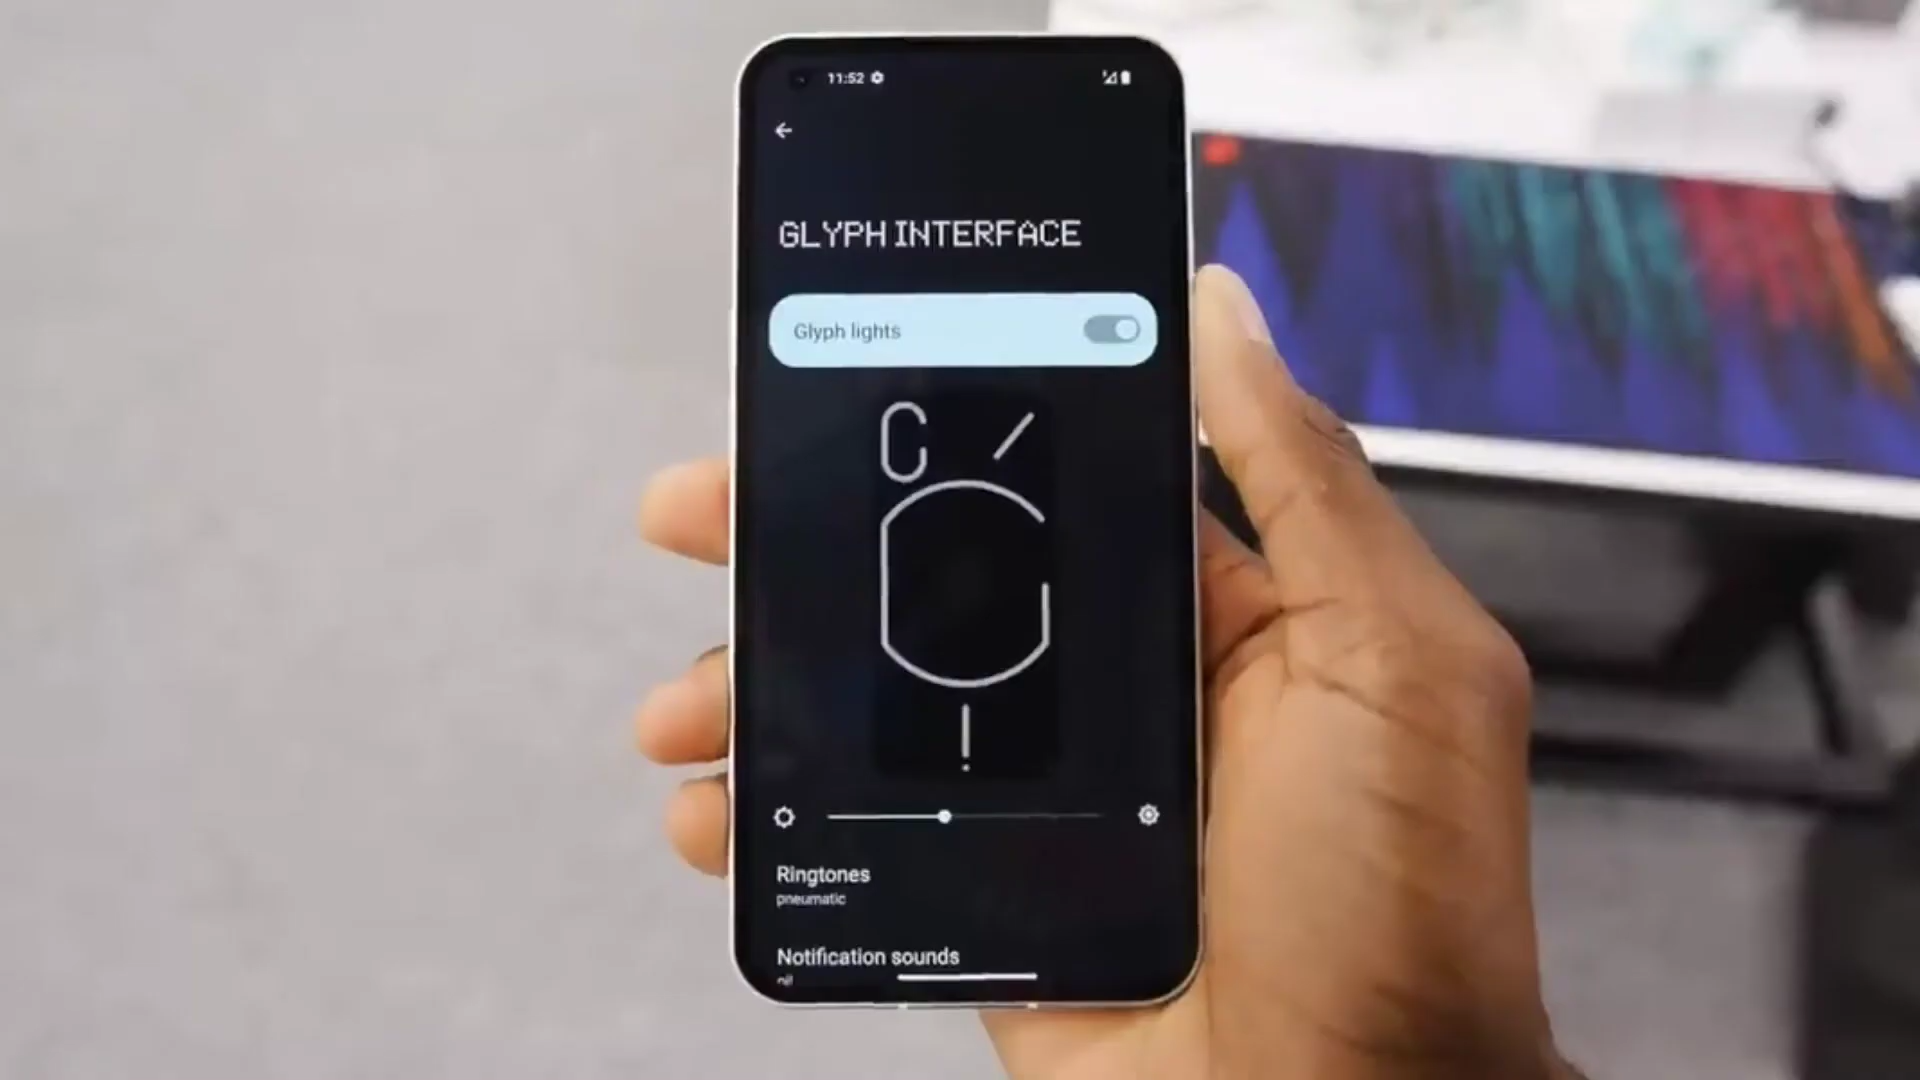 11:52
GLYPH INTERFACE
Glyph lights
Ringtones
pneumatic
Notification sounds